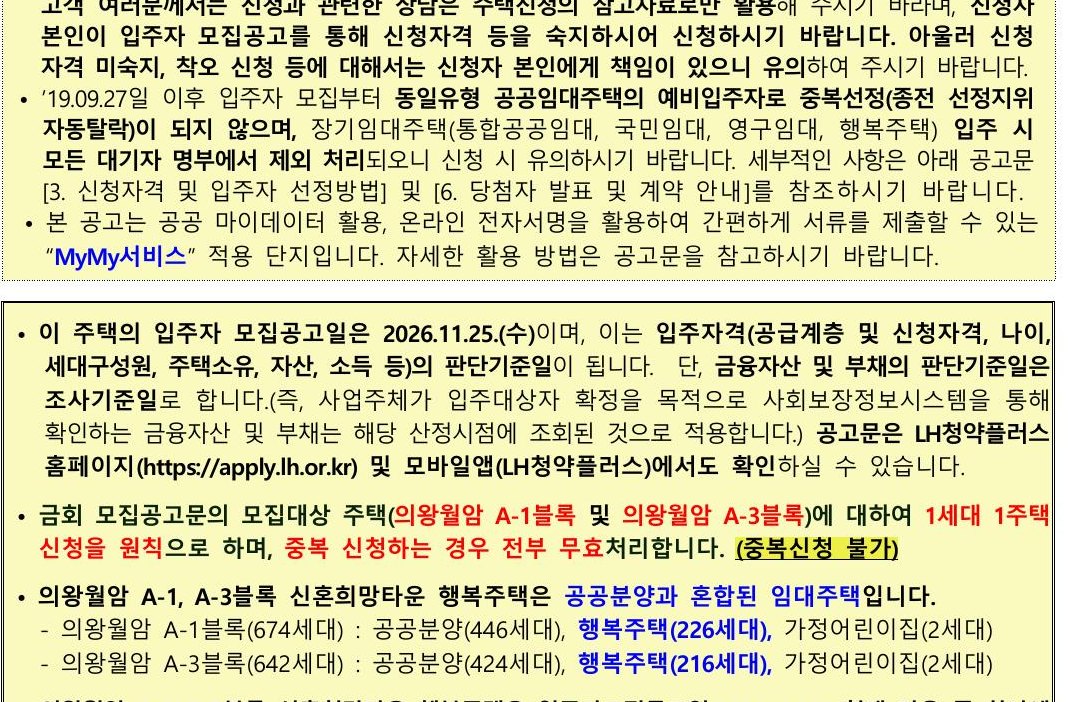 고객 여러분께서는 신청과 관련한 상담은 주택신청의 참고자료로만 활용해 주시기 바라며, 신청자
본인이 입주자 모집공고를 통해 신청자격 등을 숙지하시어 신청하시기 바랍니다. 아울러 신청
자격 미숙지, 착오 신청 등에 대해서는 신청자 본인에게 책임이 있으니 유의하여 주시기 바랍니다.
• ’19.09.27일 이후 입주자 모집부터 동일유형 공공임대주택의 예비입주자로 중복선정(종전 선정지위
자동탈락)이 되지 않으며, 장기임대주택(통합공공임대, 국민임대, 영구임대, 행복주택) 입주 시
모든 대기자 명부에서 제외 처리되오니 신청 시 유의하시기 바랍니다. 세부적인 사항은 아래 공고문
[3. 신청자격 및 입주자 선정방법] 및 [6. 당첨자 발표 및 계약 안내]를 참조하시기 바랍니다.
• 본 공고는 공공 마이데이터 활용, 온라인 전자서명을 활용하여 간편하게 서류를 제출할 수 있는
“MyMy서비스” 적용 단지입니다. 자세한 활용 방법은 공고문을 참고하시기 바랍니다.
• 이 주택의 입주자 모집공고일은 2026.11.25.(수)이며, 이는 입주자격(공급계층 및 신청자격, 나이,
세대구성원, 주택소유, 자산, 소득 등)의 판단기준일이 됩니다. 단, 금융자산 및 부채의 판단기준일은
조사기준일로 합니다.(즉, 사업주체가 입주대상자 확정을 목적으로 사회보장정보시스템을 통해
확인하는 금융자산 및 부채는 해당 산정시점에 조회된 것으로 적용합니다.) 공고문은 LH청약플러스
홈페이지(https://apply.lh.or.kr) 및 모바일앱(LH청약플러스)에서도 확인하실 수 있습니다.
• 금회 모집공고문의 모집대상 주택(의왕월암 A-1블록 및 의왕월암 A-3블록)에 대하여 1세대 1주택
신청을 원칙으로 하며, 중복 신청하는 경우 전부 무효처리합니다. (중복신청 불가)
• 의왕월암 A-1, A-3블록 신혼희망타운 행복주택은 공공분양과 혼합된 임대주택입니다.
- 의왕월암 A-1블록(674세대) : 공공분양(446세대), 행복주택(226세대), 가정어린이집(2세대)
- 의왕월암 A-3블록(642세대) : 공공분양(424세대), 행복주택(216세대), 가정어린이집(2세대)